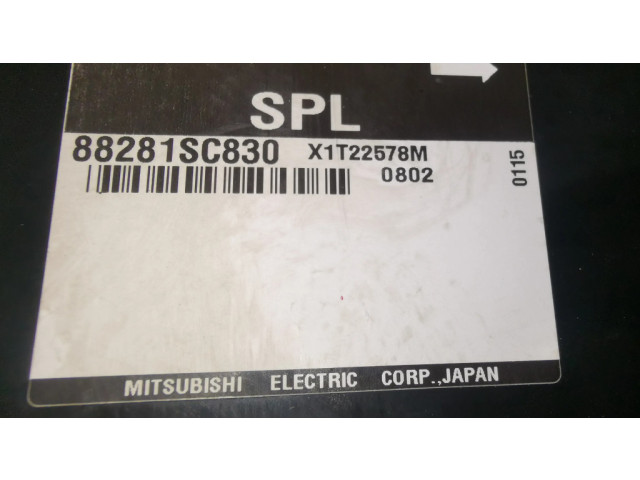 SPL
88281SC830 X1T22578M
0802
0115
MITSUBISHI ELECTRIC CORP.,JAPAN